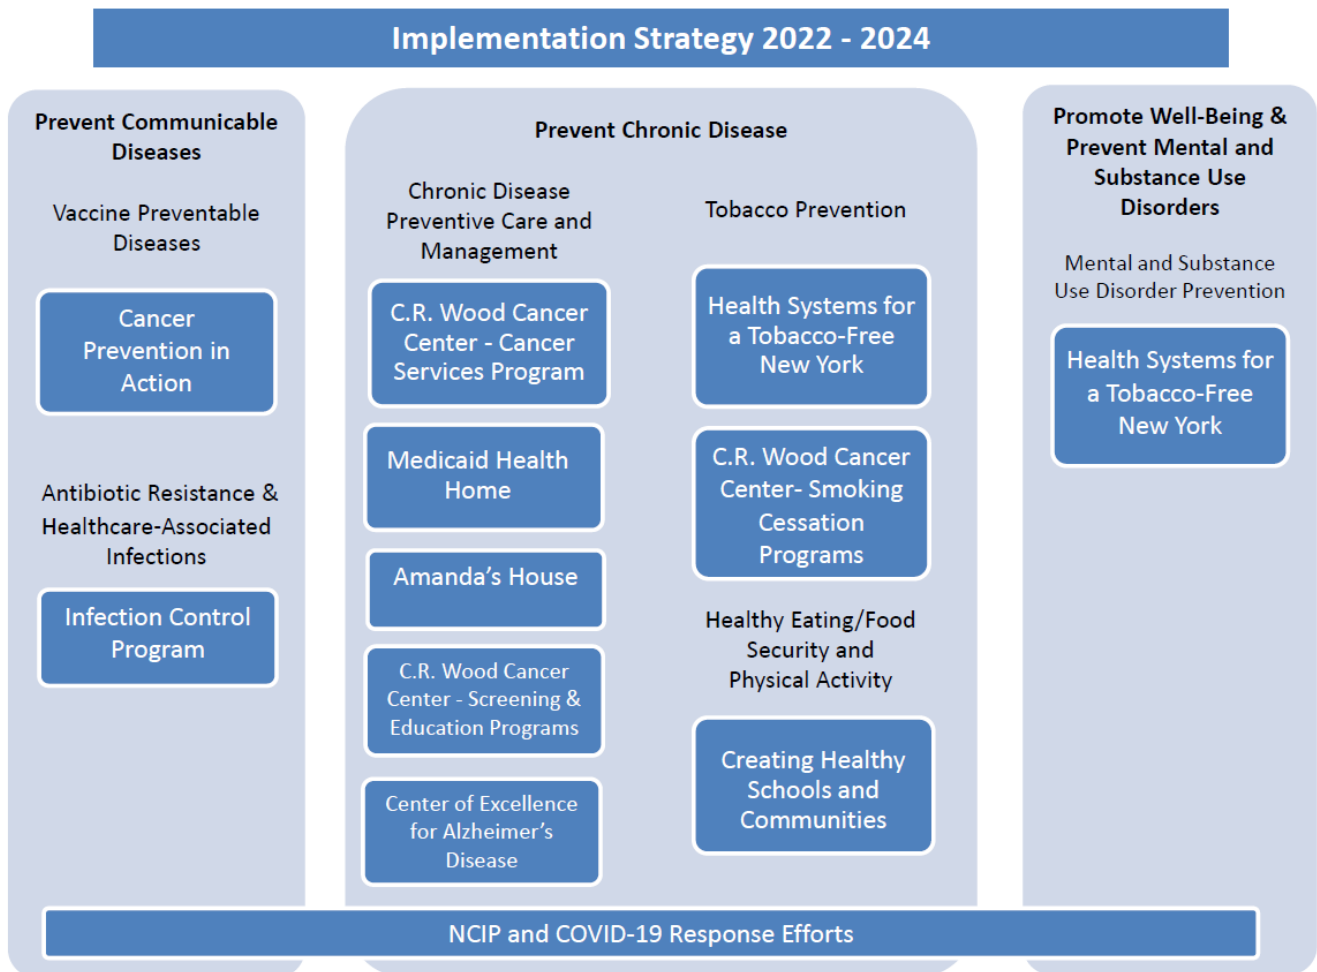 Implementation Strategy 2022 - 2024
Prevent Communicable
Diseases
Vaccine Preventable
Diseases
Cancer
Prevention in
Action
Antibiotic Resistance &
Healthcare-Associated
Infections
Infection Control
Program
Prevent Chronic Disease
Chronic Disease
Preventive Care and
Management
C.R. Wood Cancer
Center - Cancer
Services Program
Medicaid Health
Home
Amanda’s House
C.R. Wood Cancer
Center - Screening &
Education Programs
Center of Excellence
for Alzheimer’s
Disease
Tobacco Prevention
Health Systems for
a Tobacco-Free
New York
C.R. Wood Cancer
Center- Smoking
Cessation
Programs
Healthy Eating/Food
Security and
Physical Activity
Creating Healthy
Schools and
Communities
Promote Well-Being &
Prevent Mental and
Substance Use
Disorders
Mental and Substance
Use Disorder Prevention
Health Systems for
a Tobacco-Free
New York
NCIP and COVID-19 Response Efforts